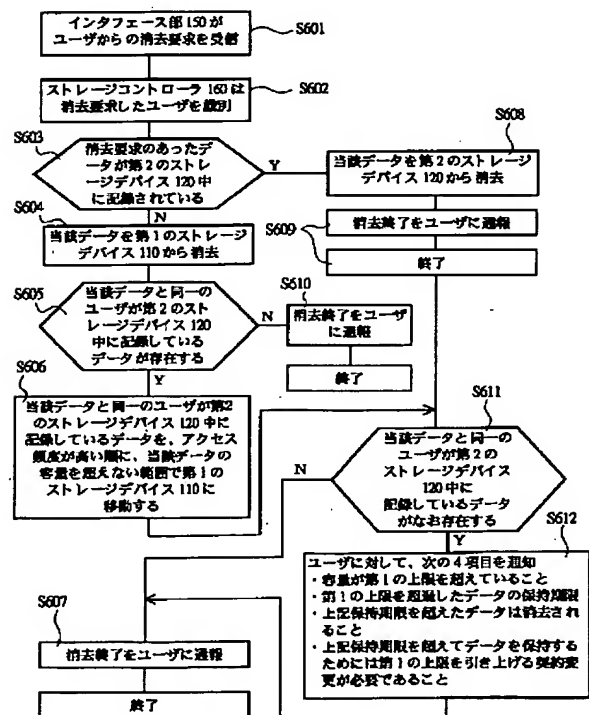 インタフェース部150が
ユーザからの消去要求を受信
S601
ストレージコントローラ160は
消去要求したユーザを識別
S602
S603
消去要求のあったデ
ータが第2のストレ
ージデバイス120中
に記録されている
Y
N
S608
当該データを第2のストレージ
デバイス120から消去
消去終了をユーザに通報
S609
終了
S604
当該データを第1のストレージ
デバイス110から消去
S605
当該データと同一の
ユーザが第2のスト
レージデバイス120
中に記録している
データが存在する
N
Y
S610
消去終了をユーザ
に通報
終了
S606
当該データと同一のユーザが第2
のストレージデバイス120中に
記録しているデータを、アクセス
頻度が高い順に、当該データの
容量を超えない範囲で第1の
ストレージデバイス110に
移動する
S611
当該データと同一の
ユーザが第2の
ストレージデバイス
120中に
記録しているデータ
がなお存在する
N
Y
S612
ユーザに対して、次の4項目を通知
・容量が第1の上限を超えていること
・第1の上限を超過したデータの保持期限
・上記保持期限を超えたデータは消去され
ること
・上記保持期限を超えてデータを保持する
ためには第1の上限を引き上げる契約変
更が必要であること
S607
消去終了をユーザに通報
終了